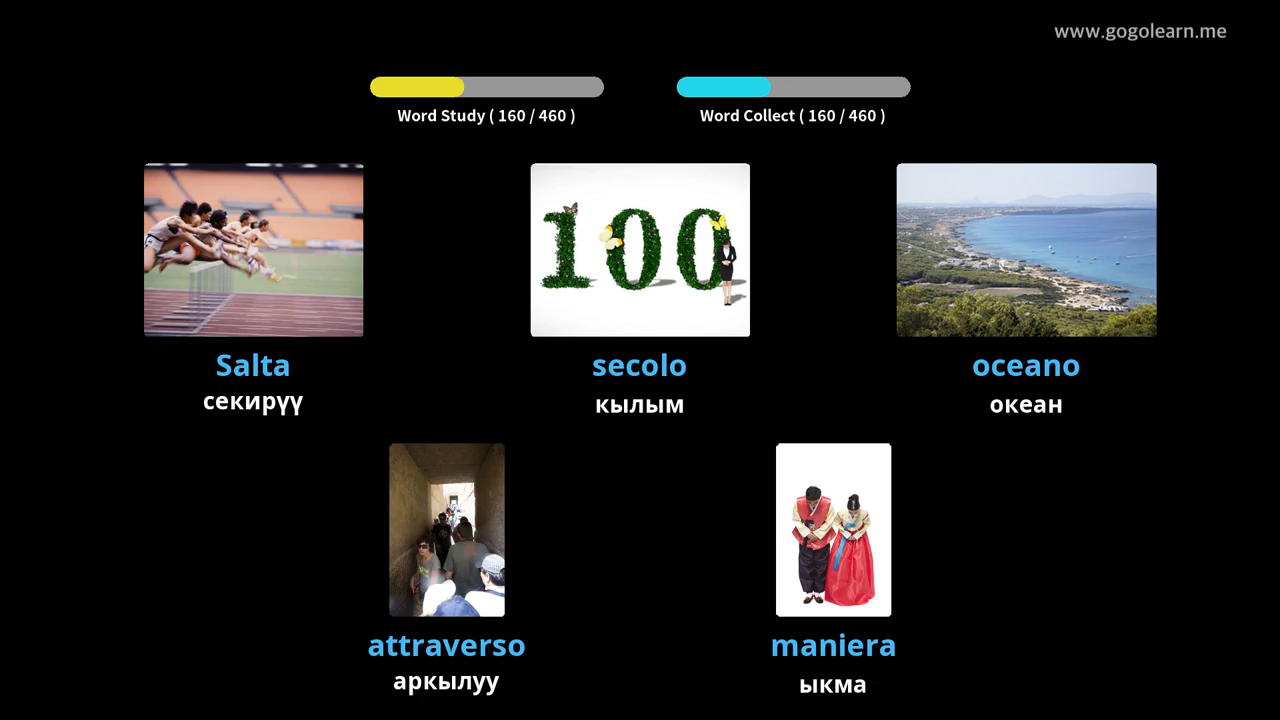 www.gogolearn.me
Word Study ( 160 / 460 )
Word Collect ( 160 / 460 )
100
Salta
секирүү
secolo
кылым
oceano
океан
attraverso
аркылуу
maniera
ыкма